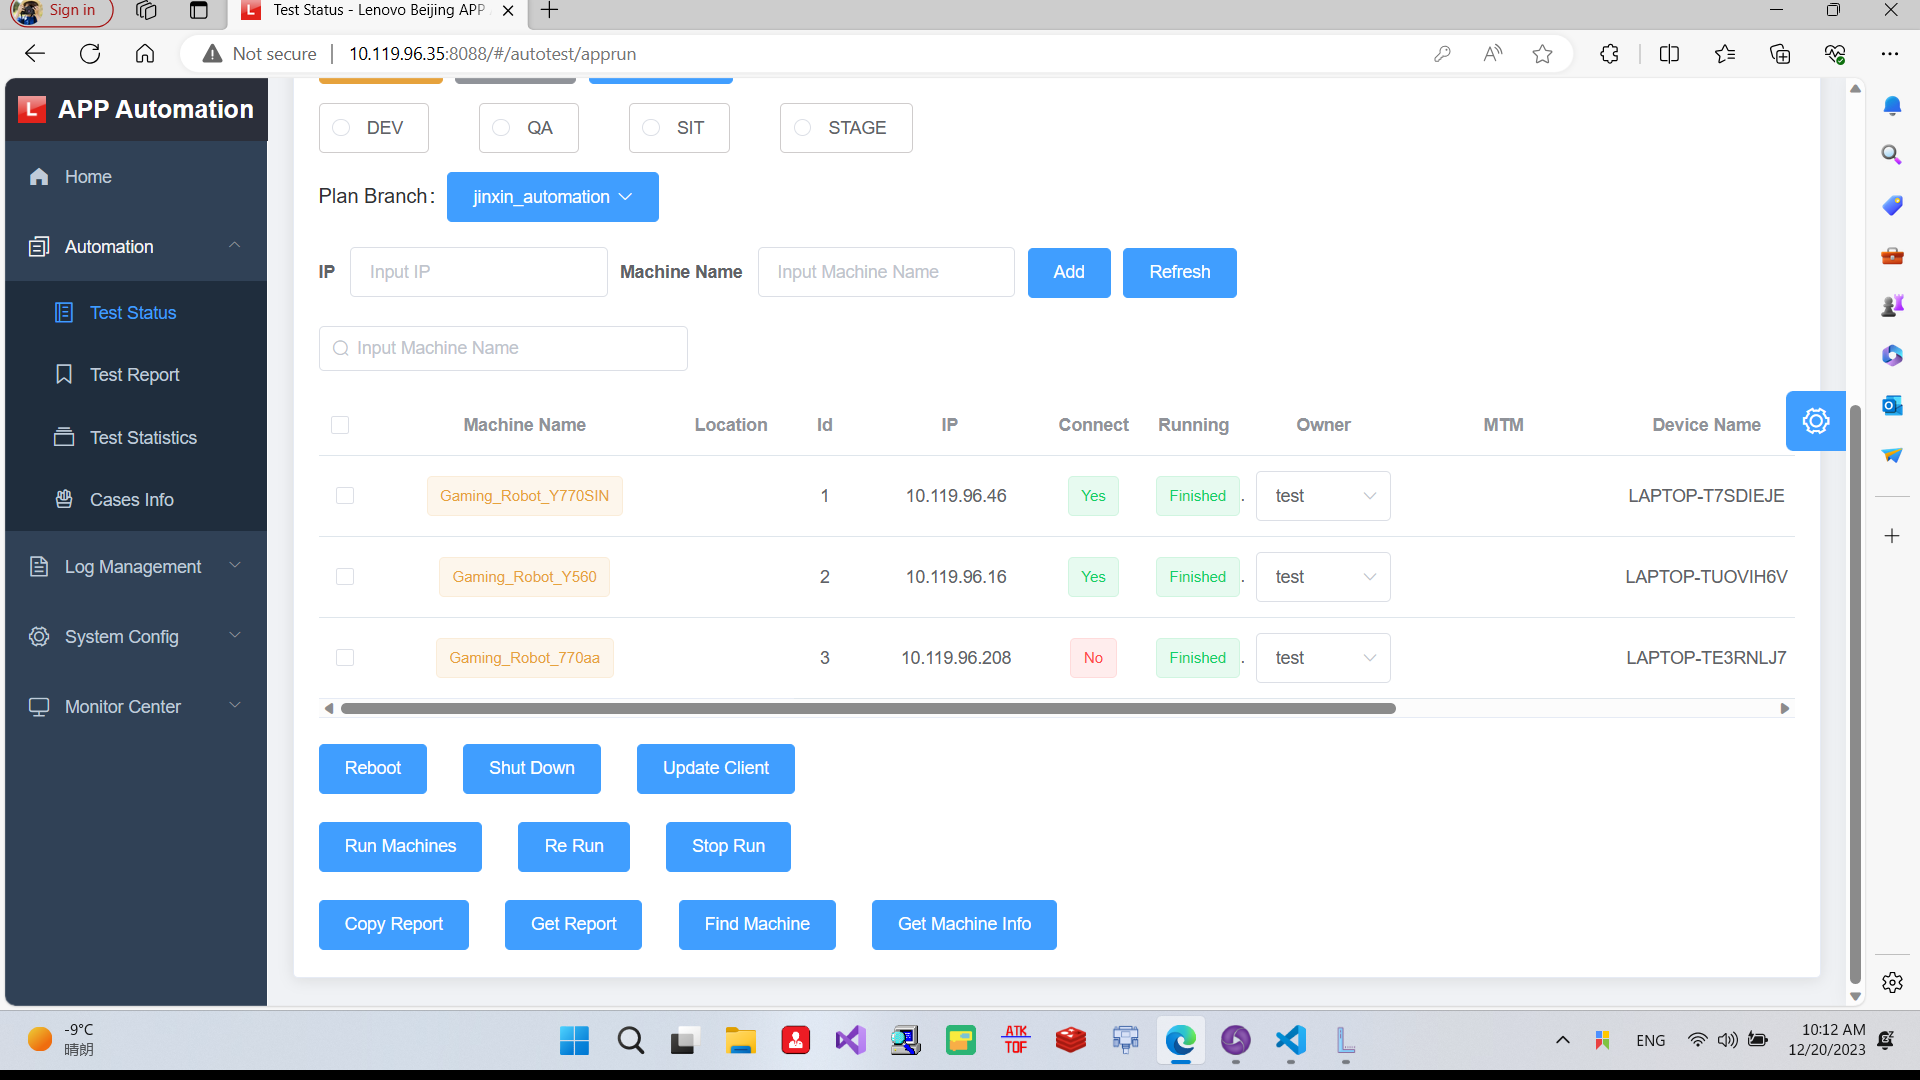 Sign in
Test Status - Lenovo Beijing APP
Not secure
10.119.96.35:8088/#/autotest/apprun
L APP Automation
Home
Automation
Test Status
Test Report
Test Statistics
Cases Info
Log Management
System Config
Monitor Center
DEV QA SIT STAGE
Plan Branch: jinxin_automation
IP Input IP Machine Name Input Machine Name Add Refresh
Input Machine Name
Machine Name Location Id IP Connect Running Owner MTM Device Name
Gaming_Robot_Y770SIN 1 10.119.96.46 Yes Finished . test LAPTOP-T7SDIEJE
Gaming_Robot_Y560 2 10.119.96.16 Yes Finished . test LAPTOP-TUOVIH6V
Gaming_Robot_770aa 3 10.119.96.208 No Finished . test LAPTOP-TE3RNLJ7
Reboot Shut Down Update Client
Run Machines Re Run Stop Run
Copy Report Get Report Find Machine Get Machine Info
-9°C
晴朗
ATK
TOF
ENG
10:12 AM
12/20/2023